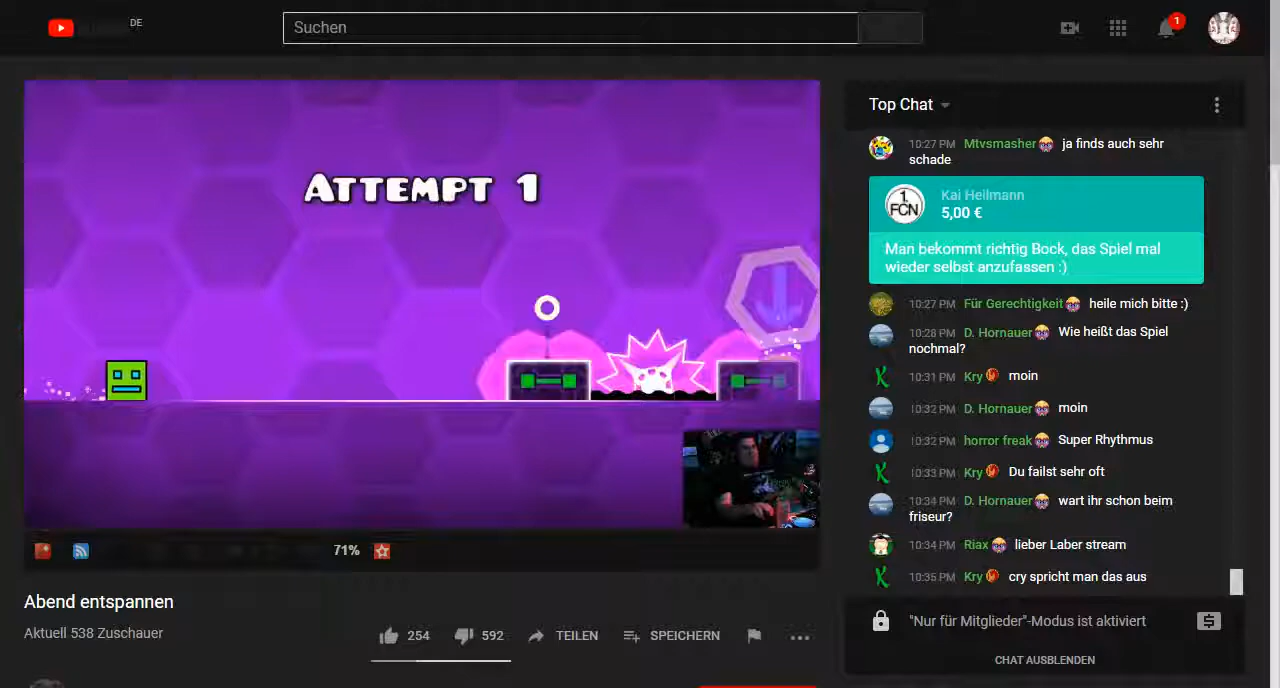 DE
Suchen
1
ATTEMPT 1
71%
Abend entspannen
Aktuell 538 Zuschauer
254
592
TEILEN
SPEICHERN
Top Chat
10:27 PM Mtvsmasher ja finds auch sehr
schade
1.
FCN
Kai Heilmann
5,00 €
Man bekommt richtig Bock, das Spiel mal
wieder selbst anzufassen :)
10:27 PM Für Gerechtigkeit heile mich bitte :)
10:28 PM D. Hornauer Wie heißt das Spiel
nochmal?
K 10:31 PM Kry moin
10:32 PM D. Hornauer moin
10:32 PM horror freak Super Rhythmus
K 10:33 PM Kry Du failst sehr oft
10:34 PM D. Hornauer wart ihr schon beim
friseur?
10:34 PM Riax lieber Laber stream
K 10:35 PM Kry cry spricht man das aus
"Nur für Mitglieder"-Modus ist aktiviert
CHAT AUSBLENDEN